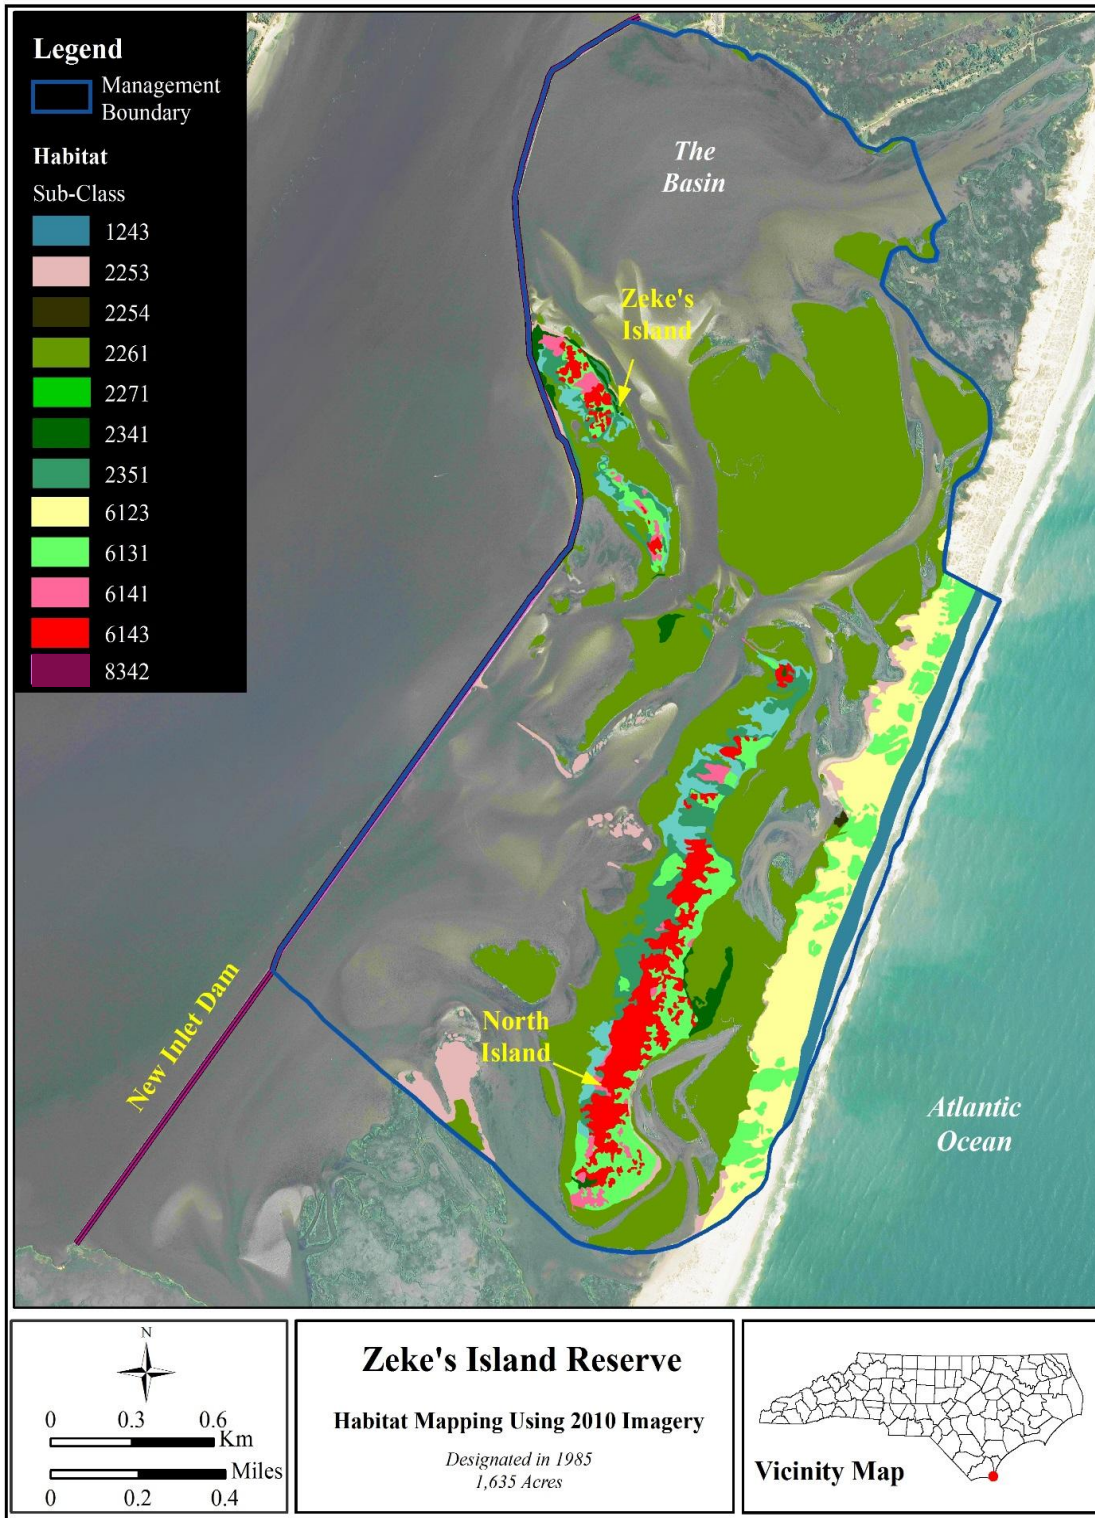 Legend
Management
Boundary
Habitat
Sub-Class
1243
2253
2254
2261
2271
2341
2351
6123
6131
6141
6143
8342
The
Basin
Zeke's
Island
North
Island
New Inlet Dam
Atlantic
Ocean
N
0 0.3 0.6
Km
Miles
0 0.2 0.4
Zeke's Island Reserve
Habitat Mapping Using 2010 Imagery
Designated in 1985
1,635 Acres
Vicinity Map